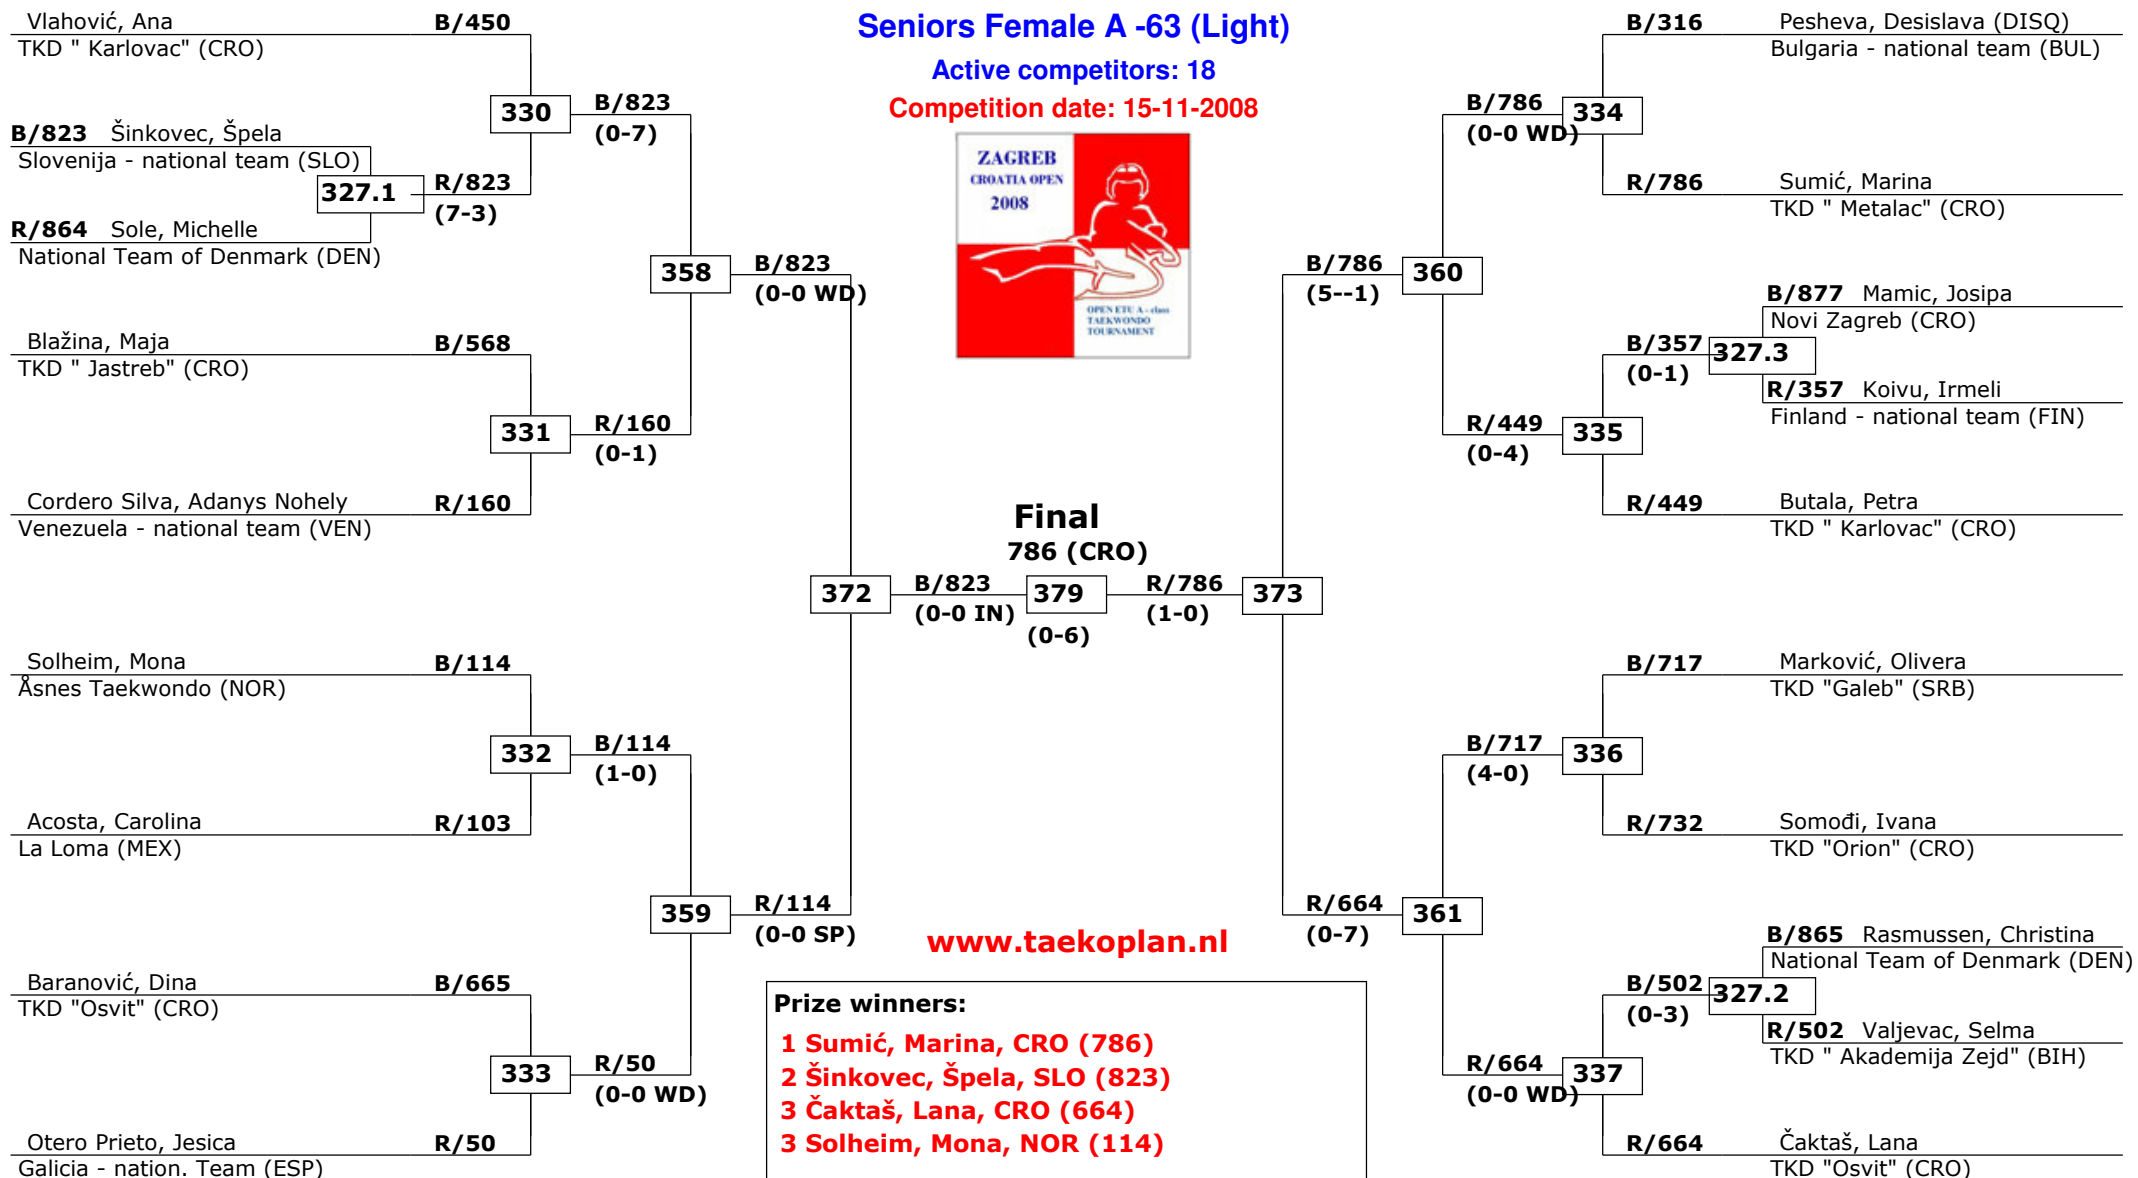 Seniors Female A -63 (Light)
Active competitors: 18
Competition date: 15-11-2008
ZAGREB
CROATIA OPEN
2008
OPEN ETU A - class
TAEKWONDO
TOURNAMENT
Vlahović, Ana B/450
TKD " Karlovac" (CRO)
330
B/823
(0-7)
B/823 Šinkovec, Špela
Slovenija - national team (SLO)
327.1
R/823
(7-3)
R/864 Sole, Michelle
National Team of Denmark (DEN)
358
B/823
(0-0 WD)
Blažina, Maja B/568
TKD " Jastreb" (CRO)
331
R/160
(0-1)
Cordero Silva, Adanys Nohely R/160
Venezuela - national team (VEN)
372
B/823
(0-0 IN)
Solheim, Mona B/114
Åsnes Taekwondo (NOR)
332
B/114
(1-0)
Acosta, Carolina R/103
La Loma (MEX)
359
R/114
(0-0 SP)
Baranović, Dina B/665
TKD "Osvit" (CRO)
333
R/50
(0-0 WD)
Otero Prieto, Jesica R/50
Galicia - nation. Team (ESP)
Final
786 (CRO)
379
(0-6)
B/316 Pesheva, Desislava (DISQ)
Bulgaria - national team (BUL)
B/786
(0-0 WD)
334
R/786 Sumić, Marina
TKD " Metalac" (CRO)
B/786
(5--1)
360
B/877 Mamic, Josipa
Novi Zagreb (CRO)
B/357
(0-1)
327.3
R/357 Koivu, Irmeli
Finland - national team (FIN)
R/449
(0-4)
335
R/449 Butala, Petra
TKD " Karlovac" (CRO)
R/786
(1-0)
373
B/717 Marković, Olivera
TKD "Galeb" (SRB)
B/717
(4-0)
336
R/732 Somođi, Ivana
TKD "Orion" (CRO)
R/664
(0-7)
361
B/865 Rasmussen, Christina
National Team of Denmark (DEN)
B/502
(0-3)
327.2
R/502 Valjevac, Selma
TKD " Akademija Zejd" (BIH)
R/664
(0-0 WD)
337
R/664 Čaktaš, Lana
TKD "Osvit" (CRO)
www.taekoplan.nl
Prize winners:
1 Sumić, Marina, CRO (786)
2 Šinkovec, Špela, SLO (823)
3 Čaktaš, Lana, CRO (664)
3 Solheim, Mona, NOR (114)